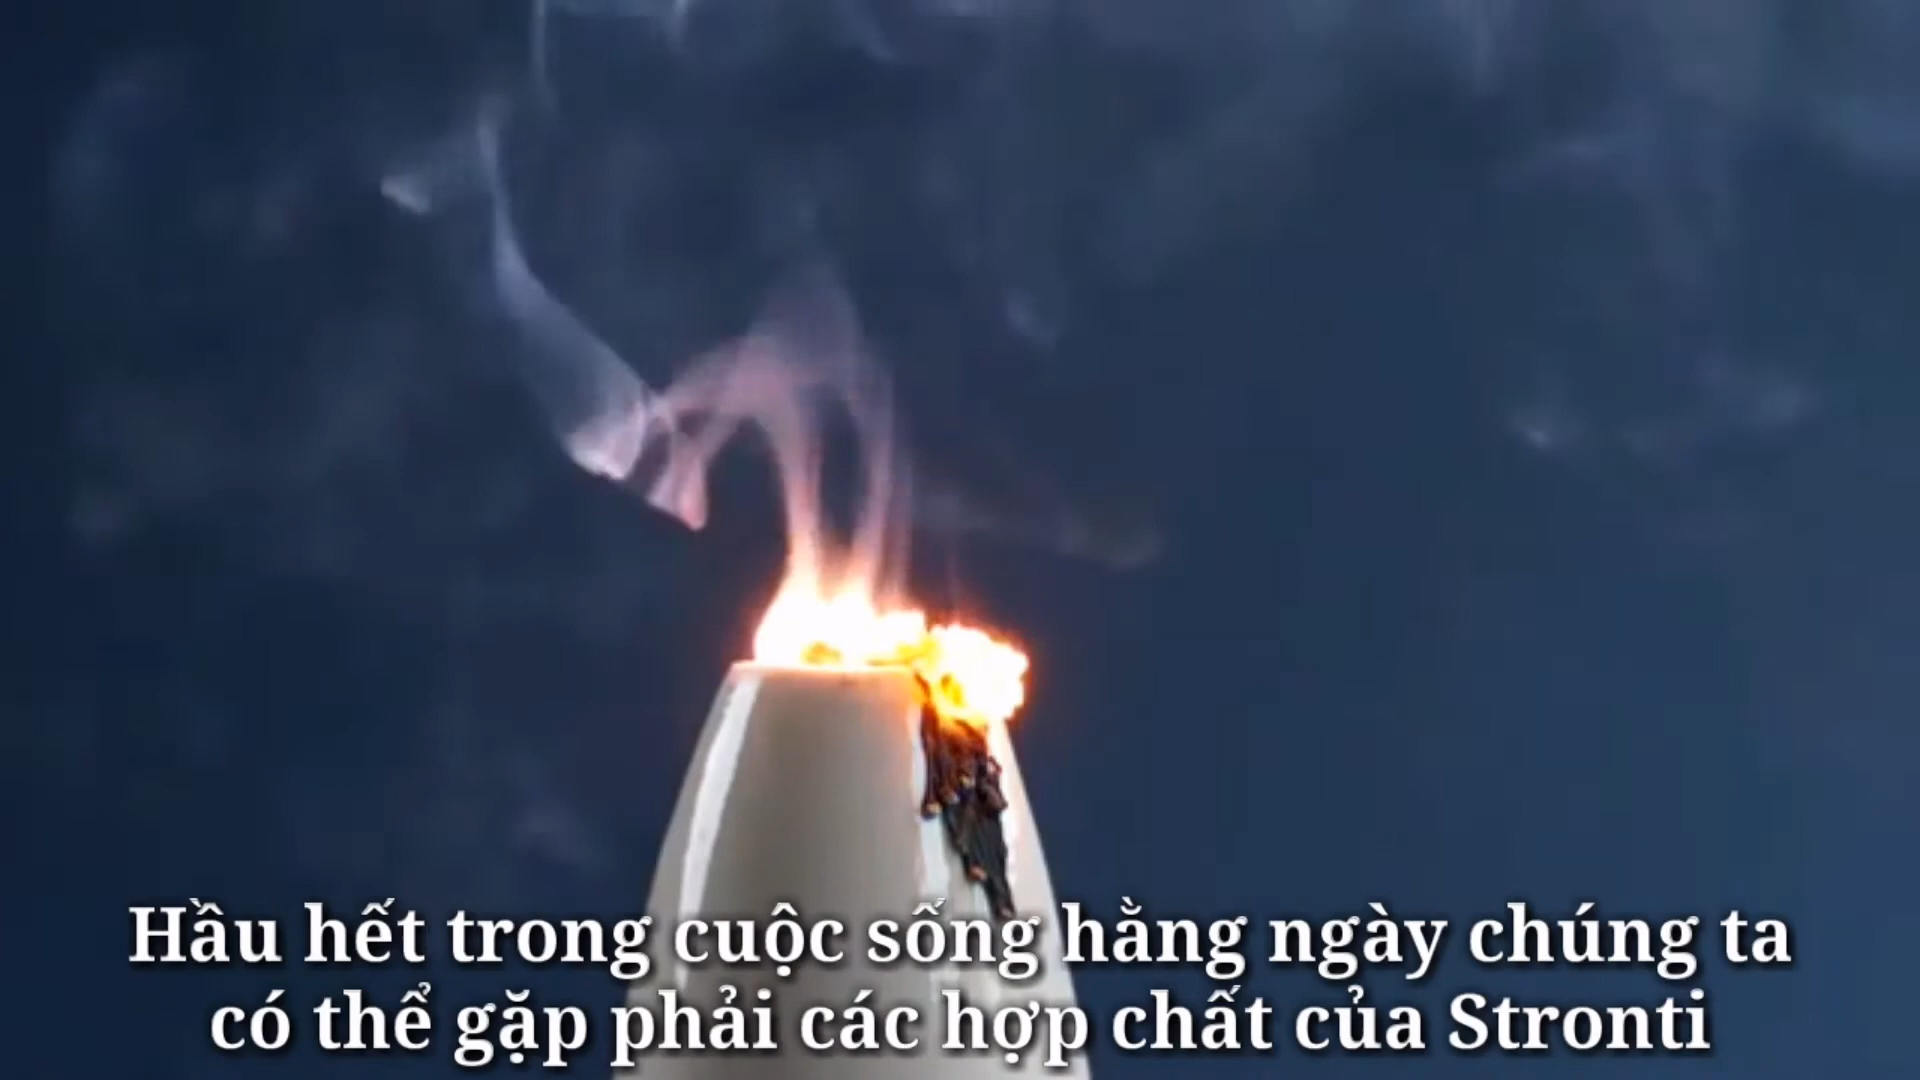 Hầu hết trong cuộc sống hằng ngày chúng ta
có thể gặp phải các hợp chất của Stronti